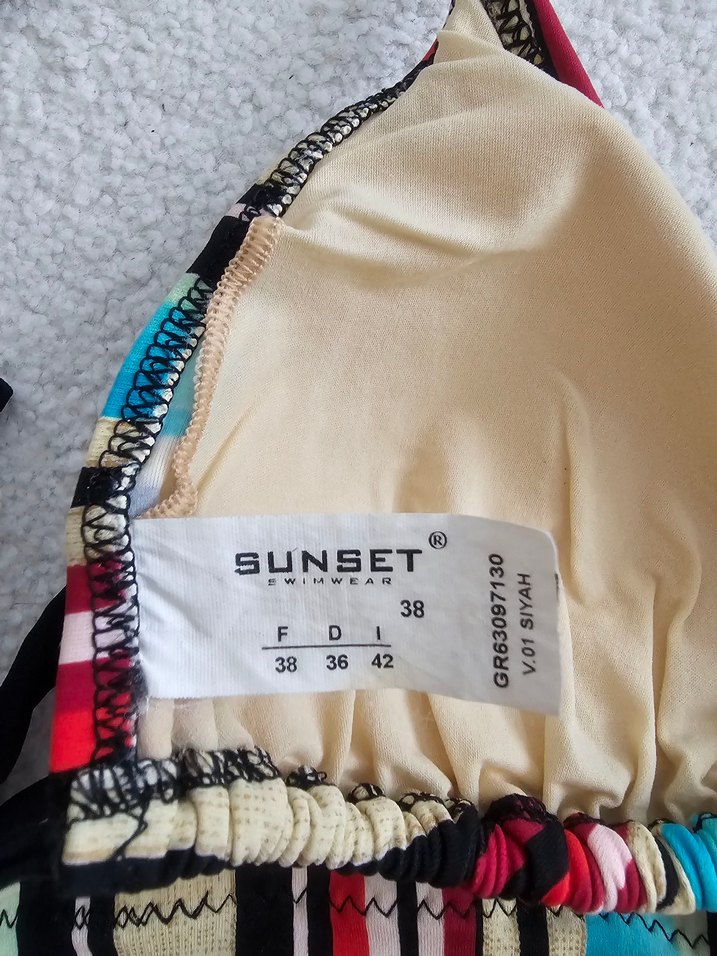 SUNSET®
SWIMWEAR
38
F D I
38 36 42
GR63097130
V.01 SIYAH